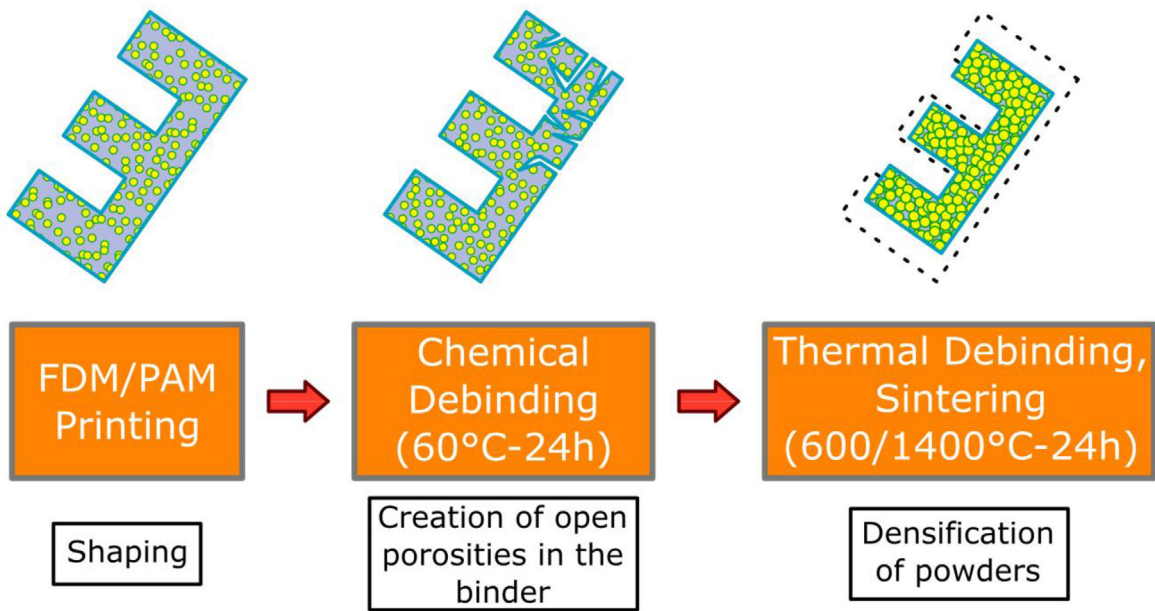 FDM/PAM
Printing
Chemical
Debinding
(60°C-24h)
Thermal Debinding,
Sintering
(600/1400°C-24h)
Shaping
Creation of open
porosities in the
binder
Densification
of powders